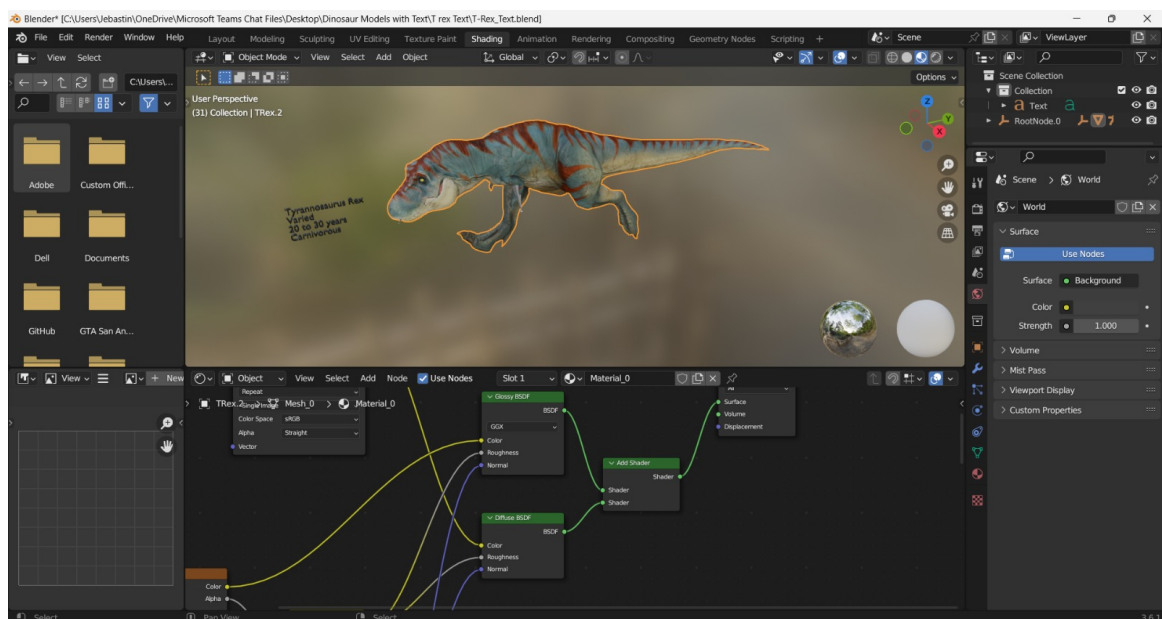 Blender* [C:\Users\Jebastin\OneDrive\Microsoft Teams Chat Files\Desktop\Dinosaur Models with Text\T rex Text\T-Rex_Text.blend]
File Edit Render Window Help Layout Modeling Sculpting UV Editing Texture Paint Shading Animation Rendering Compositing Geometry Nodes Scripting + Scene ViewLayer
View Select Object Mode View Select Add Object Global
C:\Users\... Options
User Perspective
(31) Collection | TRex.2
Z
Y
X
Tyrannossurus Rex
Varied
20 to 30 years
Carnivorous
Adobe Custom Offi...
Dell Documents
GitHub GTA San An...
Scene Collection
Collection
Text
RootNode.0
Scene > World
World
Surface
Use Nodes
Surface Background
Color
Strength 1.000
Volume
Mist Pass
Viewport Display
Custom Properties
View + New Object View Select Add Node Use Nodes Slot 1 Material_0
TRex.2 > Mesh_0 > Material_0
Repeat
Single Image
Color Space sRGB
Alpha Straight
Vector
Glossy BSDF
BSDF
GGX
Color
Roughness
Normal
All
Surface
Volume
Displacement
Add Shader
Shader
Shader
Shader
Diffuse BSDF
BSDF
Color
Roughness
Normal
Color
Alpha
Select Pan View Select 3.6.1